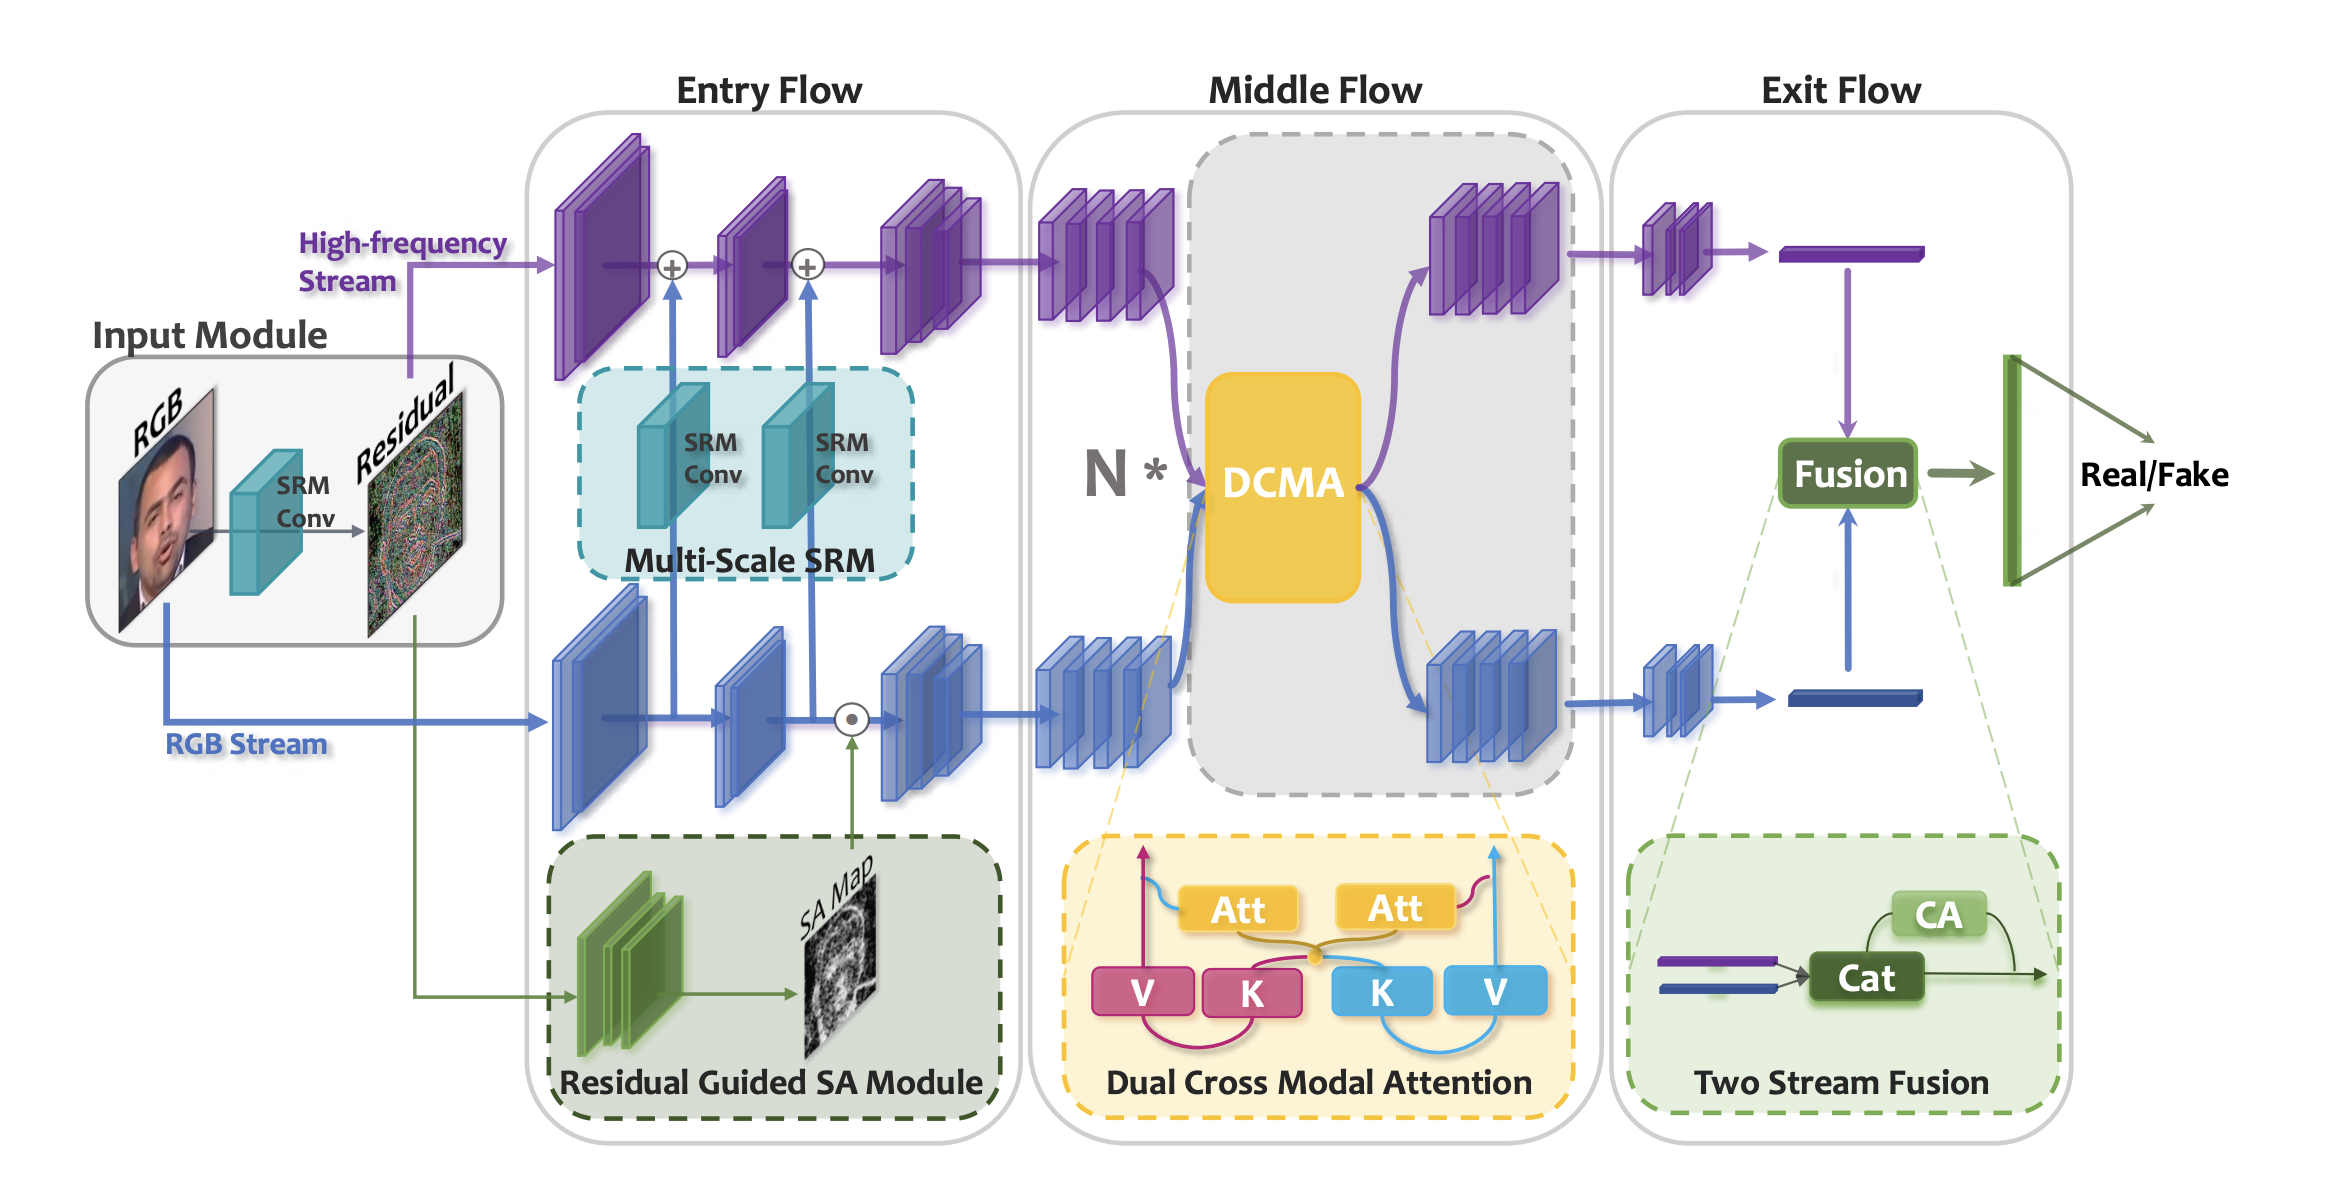 Entry Flow
Middle Flow
Exit Flow
High-frequency
Stream
Input Module
RGB
SRM
Conv
Residual
RGB Stream
+
+
SRM
Conv
SRM
Conv
Multi-Scale SRM
SA Map
Residual Guided SA Module
N *
DCMA
Att
Att
V
K
K
V
Dual Cross Modal Attention
Fusion
Real/Fake
CA
Cat
Two Stream Fusion